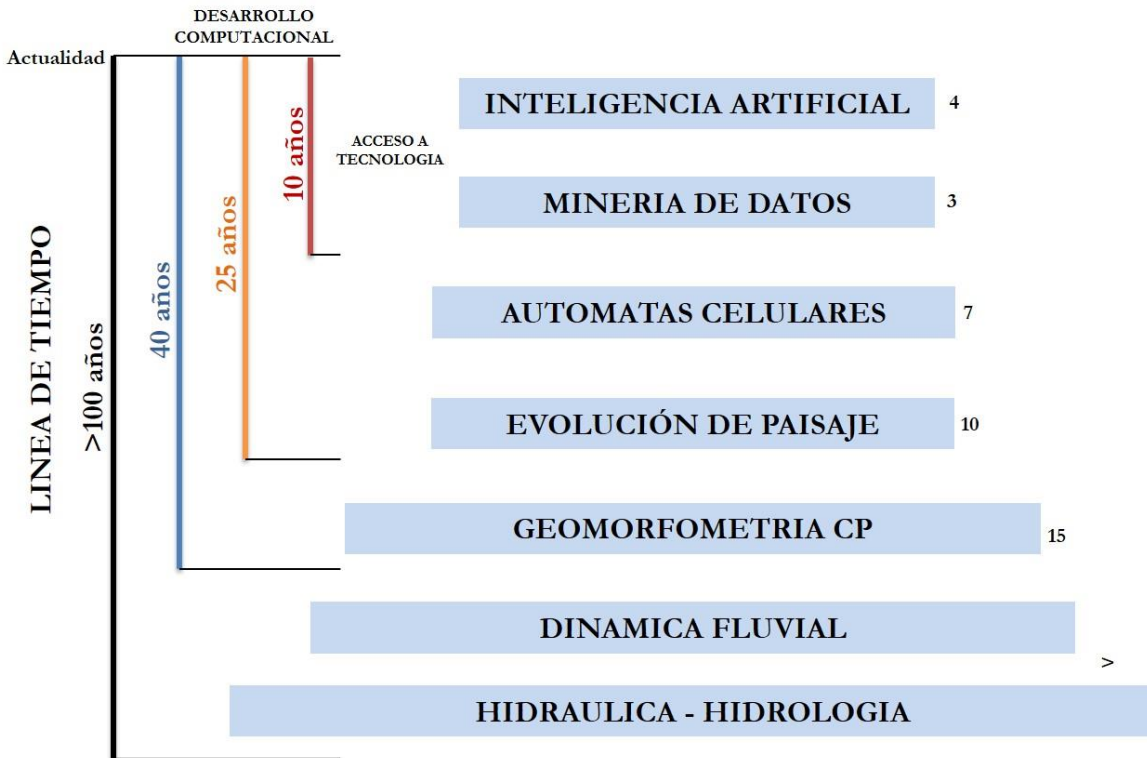 DESARROLLO
COMPUTACIONAL
Actualidad
LINEA DE TIEMPO
>100 años
40 años
25 años
10 años
ACCESO A
TECNOLOGIA
INTELIGENCIA ARTIFICIAL 4
MINERIA DE DATOS 3
AUTOMATAS CELULARES 7
EVOLUCIÓN DE PAISAJE 10
GEOMORFOMETRIA CP 15
DINAMICA FLUVIAL
>
HIDRAULICA - HIDROLOGIA